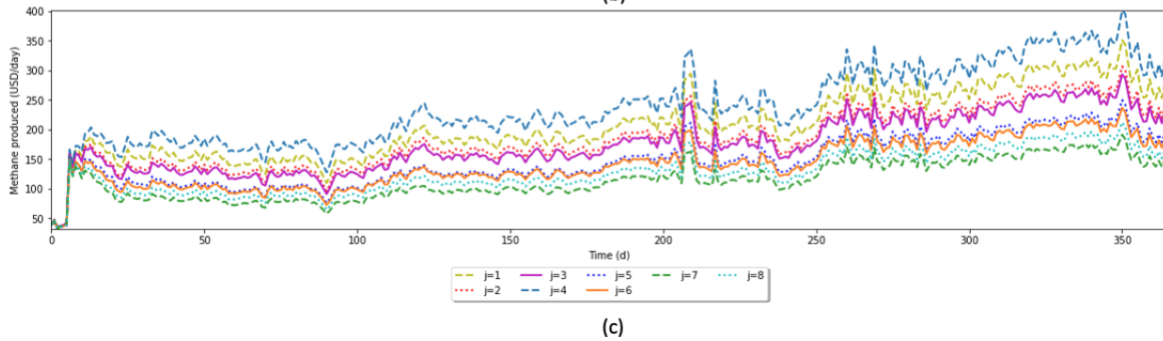 400
350
300
250
200
150
100
50
Methane produced (USD/day)
0 50 100 150 200 250 300 350
Time (d)
j=1 j=3 j=5 j=7 j=8
j=2 j=4 j=6
(c)